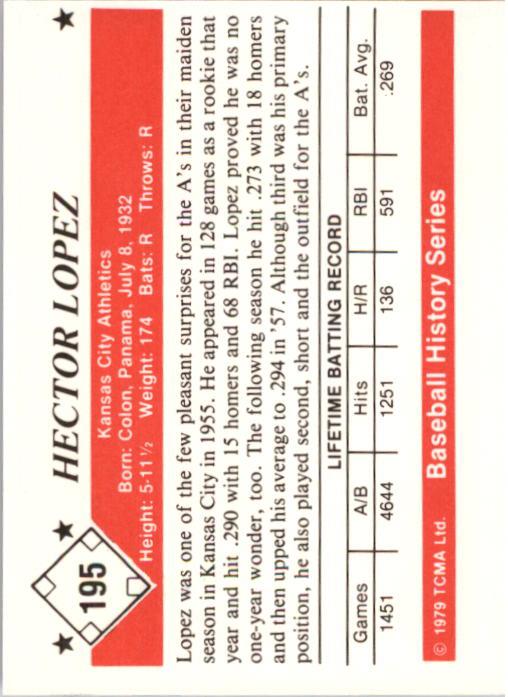 195
HECTOR LOPEZ
Kansas City Athletics
Born: Colon, Panama, July 8, 1932
Height: 5-11½ Weight: 174 Bats: R Throws: R
Lopez was one of the few pleasant surprises for the A's in their maiden
season in Kansas City in 1955. He appeared in 128 games as a rookie that
year and hit .290 with 15 homers and 68 RBI. Lopez proved he was no
one-year wonder, too. The following season he hit .273 with 18 homers
and then upped his average to .294 in '57. Although third was his primary
position, he also played second, short and the outfield for the A's.
LIFETIME BATTING RECORD
Games A/B Hits H/R RBI Bat. Avg.
1451 4644 1251 136 591 .269
© 1979 TCMA Ltd. Baseball History Series